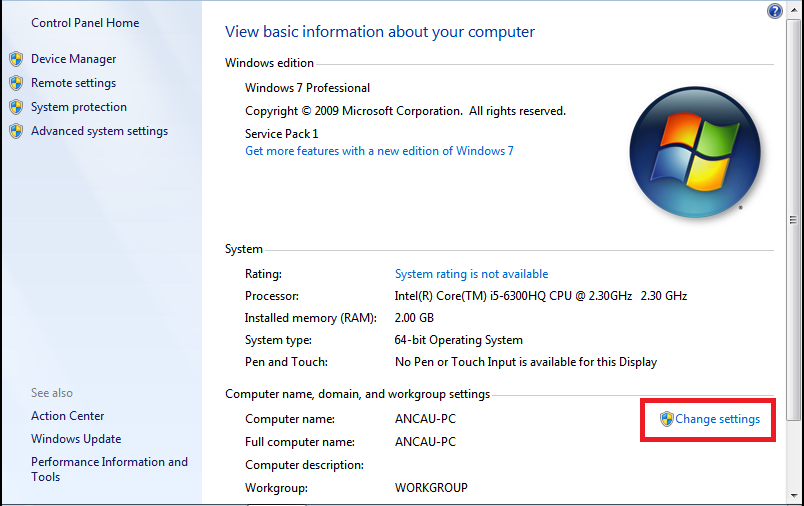 Control Panel Home
Device Manager
Remote settings
System protection
Advanced system settings
See also
Action Center
Windows Update
Performance Information and
Tools
View basic information about your computer
Windows edition
Windows 7 Professional
Copyright © 2009 Microsoft Corporation.  All rights reserved.
Service Pack 1
Get more features with a new edition of Windows 7
System
Rating: System rating is not available
Processor: Intel(R) Core(TM) i5-6300HQ CPU @ 2.30GHz  2.30 GHz
Installed memory (RAM): 2.00 GB
System type: 64-bit Operating System
Pen and Touch: No Pen or Touch Input is available for this Display
Computer name, domain, and workgroup settings
Computer name: ANCAU-PC Change settings
Full computer name: ANCAU-PC
Computer description:
Workgroup: WORKGROUP